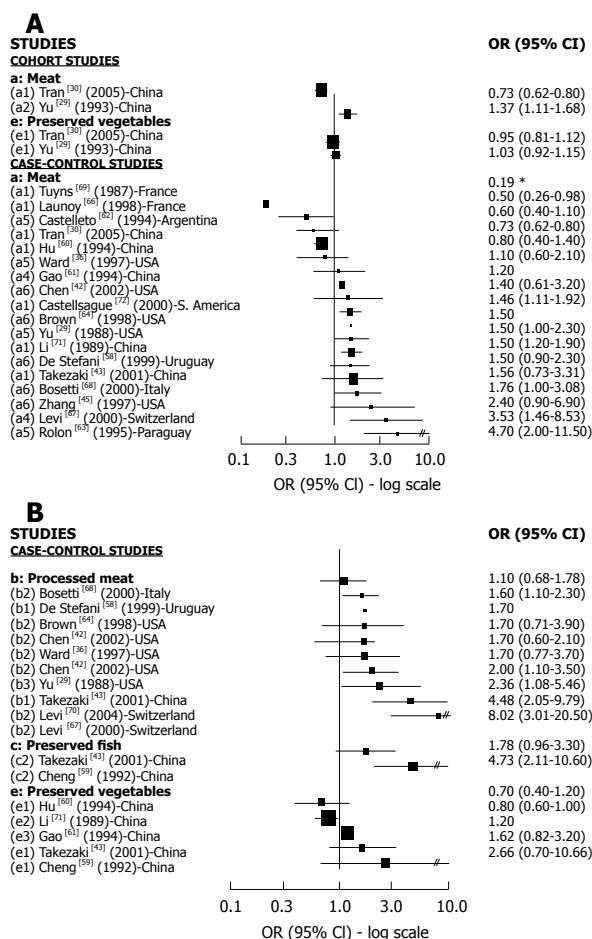 A
STUDIES OR (95% CI)
COHORT STUDIES
a: Meat
(a1) Tran [30] (2005)-China 0.73 (0.62-0.80)
(a2) Yu [29] (1993)-China 1.37 (1.11-1.68)
e: Preserved vegetables
(e1) Tran [30] (2005)-China 0.95 (0.81-1.12)
(e1) Yu [29] (1993)-China 1.03 (0.92-1.15)
CASE-CONTROL STUDIES
a: Meat 0.19 *
(a1) Tuyns [69] (1987)-France 0.50 (0.26-0.98)
(a1) Launoy [66] (1998)-France 0.60 (0.40-1.10)
(a5) Castelleto [62] (1994)-Argentina 0.73 (0.62-0.80)
(a1) Tran [30] (2005)-China 0.80 (0.40-1.40)
(a1) Hu [60] (1994)-China 1.10 (0.60-2.10)
(a5) Ward [36] (1997)-USA 1.20
(a4) Gao [61] (1994)-China 1.40 (0.61-3.20)
(a6) Chen [42] (2002)-USA 1.46 (1.11-1.92)
(a1) Castellsague [72] (2000)-S. America 1.50
(a6) Brown [64] (1998)-USA 1.50 (1.00-2.30)
(a5) Yu [29] (1988)-USA 1.50 (1.20-1.90)
(a1) Li [71] (1989)-China 1.50 (0.90-2.30)
(a6) De Stefani [58] (1999)-Uruguay 1.56 (0.73-3.31)
(a1) Takezaki [43] (2001)-China 1.76 (1.00-3.08)
(a6) Bosetti [68] (2000)-Italy 2.40 (0.90-6.90)
(a6) Zhang [45] (1997)-USA 3.53 (1.46-8.53)
(a4) Levi [67] (2000)-Switzerland 4.70 (2.00-11.50)
(a5) Rolon [63] (1995)-Paraguay
0.1 0.3 1.0 3.0 10.0
OR (95% CI) - log scale
B
STUDIES OR (95% CI)
CASE-CONTROL STUDIES
b: Processed meat 1.10 (0.68-1.78)
(b2) Bosetti [68] (2000)-Italy 1.60 (1.10-2.30)
(b1) De Stefani [58] (1999)-Uruguay 1.70
(b2) Brown [64] (1998)-USA 1.70 (0.71-3.90)
(b2) Chen [42] (2002)-USA 1.70 (0.60-2.10)
(b2) Ward [36] (1997)-USA 1.70 (0.77-3.70)
(b2) Chen [42] (2002)-USA 2.00 (1.10-3.50)
(b3) Yu [29] (1988)-USA 2.36 (1.08-5.46)
(b1) Takezaki [43] (2001)-China 4.48 (2.05-9.79)
(b2) Levi [70] (2004)-Switzerland 8.02 (3.01-20.50)
(b2) Levi [67] (2000)-Switzerland
c: Preserved fish 1.78 (0.96-3.30)
(c2) Takezaki [43] (2001)-China 4.73 (2.11-10.60)
(c2) Cheng [59] (1992)-China
e: Preserved vegetables 0.70 (0.40-1.20)
(e1) Hu [60] (1994)-China 0.80 (0.60-1.00)
(e2) Li [71] (1989)-China 1.20
(e3) Gao [61] (1994)-China 1.62 (0.82-3.20)
(e1) Takezaki [43] (2001)-China 2.66 (0.70-10.66)
(e1) Cheng [59] (1992)-China
0.1 0.3 1.0 3.0 10.0
OR (95% CI) - log scale